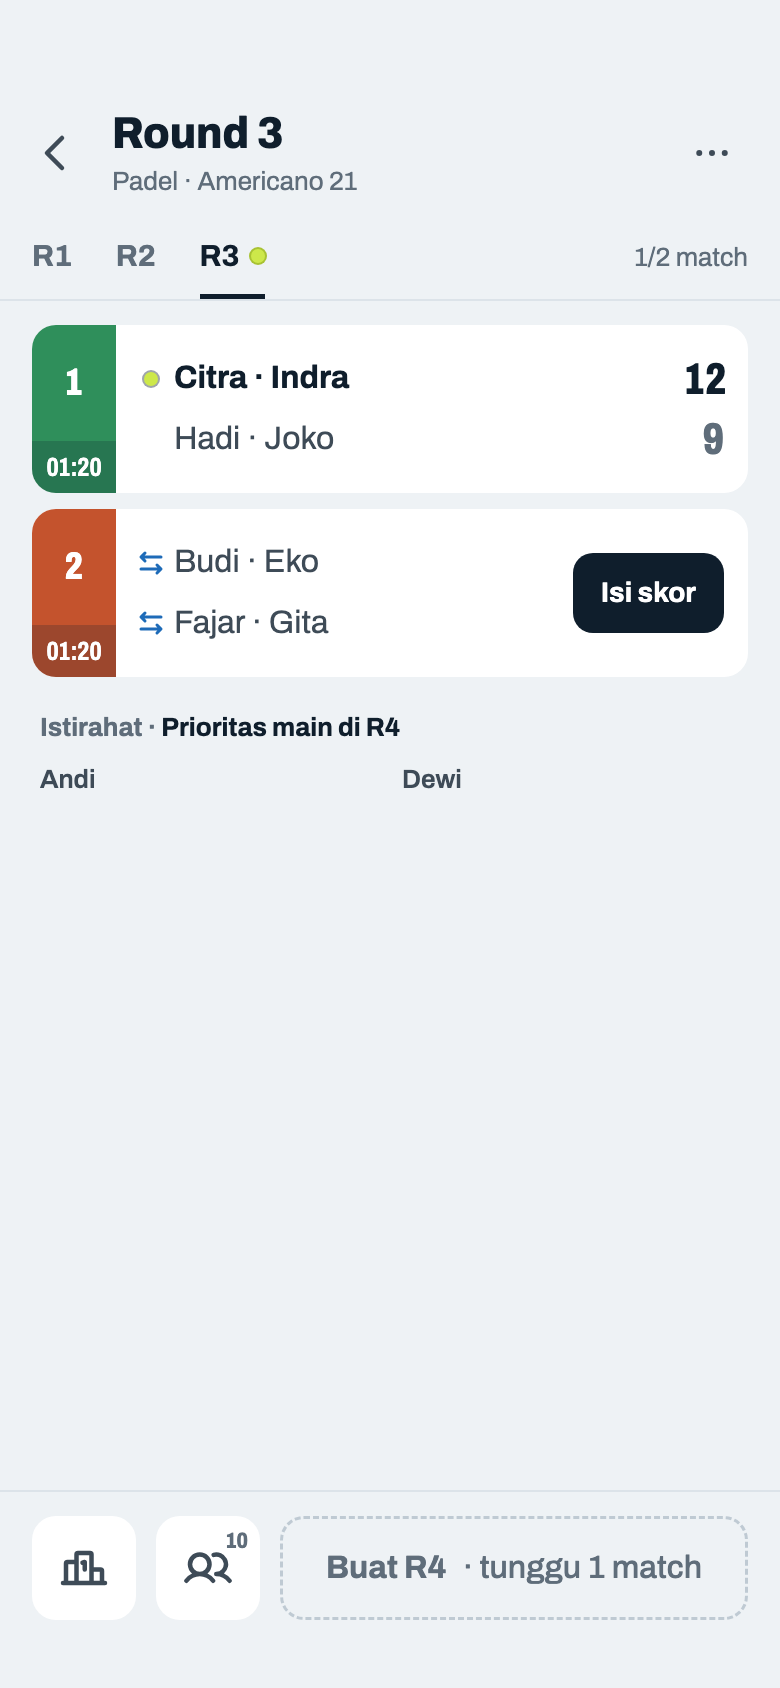 Round 3
Padel · Americano 21
R1 R2 R3 1/2 match
1 Citra · Indra 12
Hadi · Joko 9
01:20
2 Budi · Eko Isi skor
Fajar · Gita
01:20
Istirahat · Prioritas main di R4
Andi Dewi
10
Buat R4 · tunggu 1 match